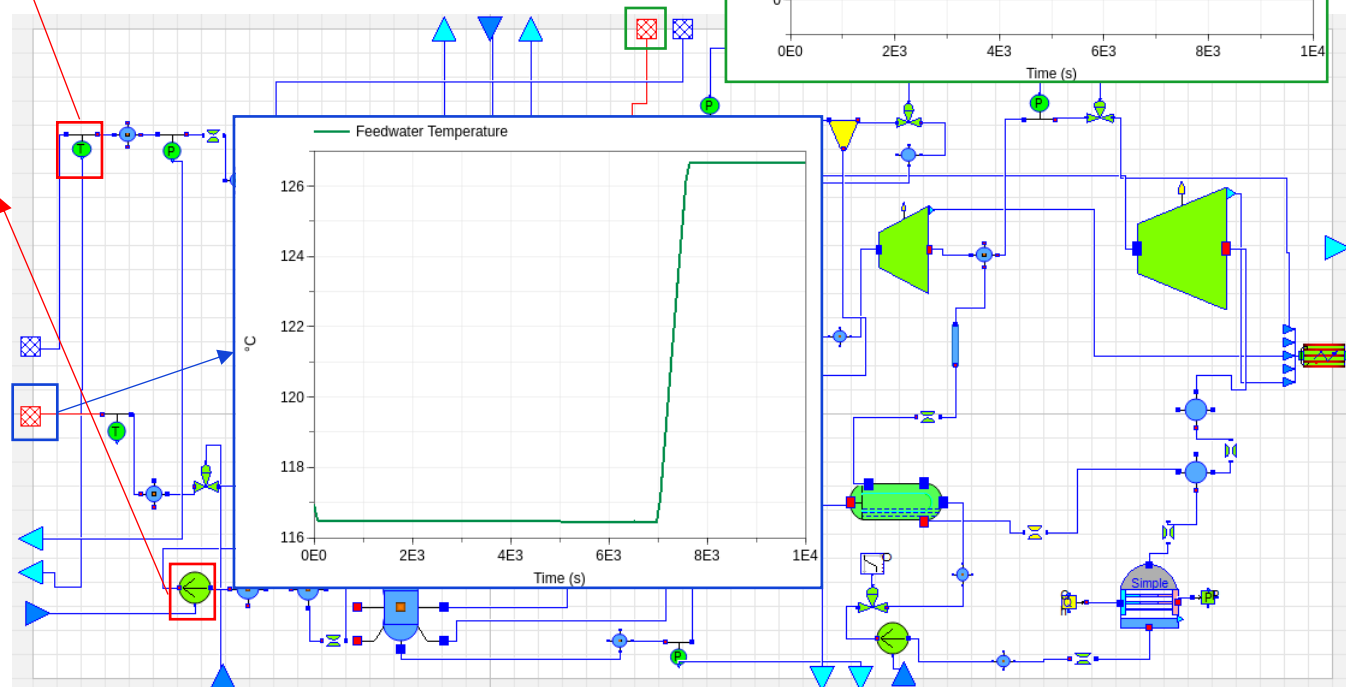 0
0E0 2E3 4E3 6E3 8E3 1E4
Time (s)
P
P
T
P
Feedwater Temperature
126
124
122
120
118
116
°C
0E0 2E3 4E3 6E3 8E3 1E4
Time (s)
T
Simple
P
P